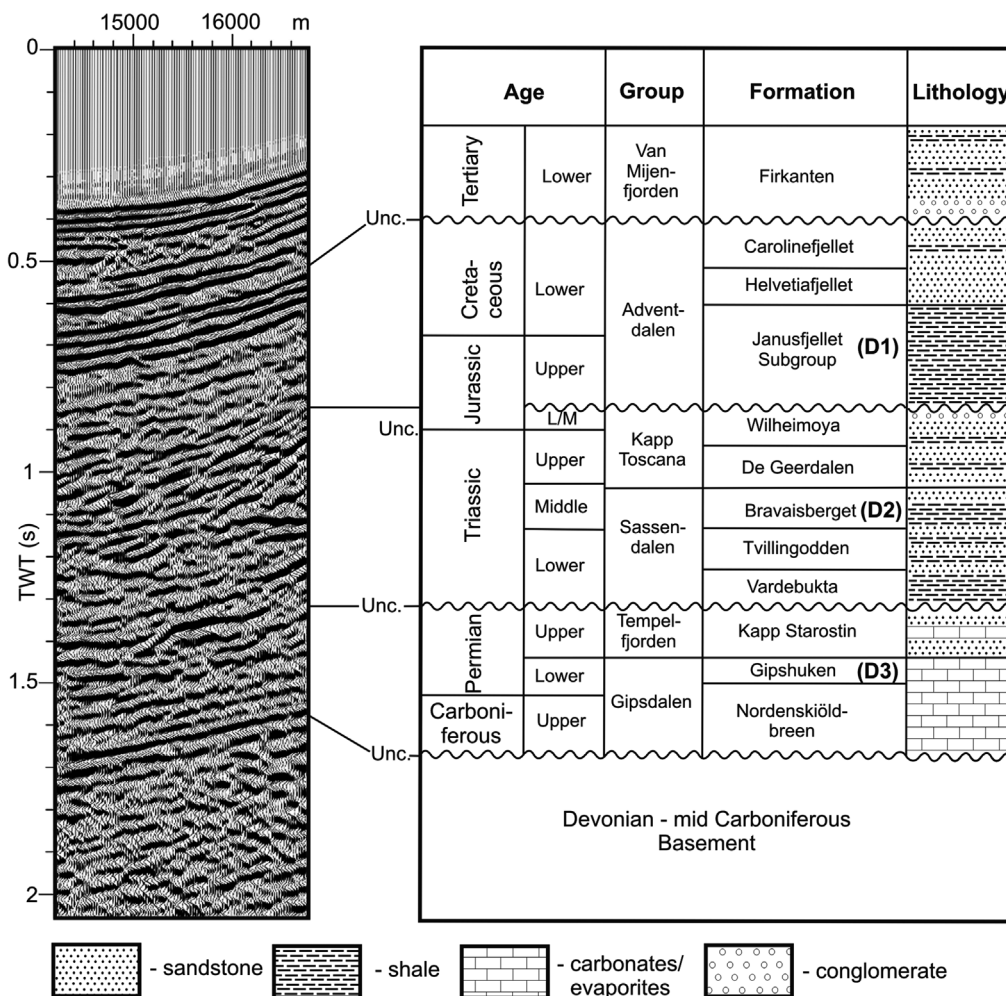 15000 16000 m
0
0.5
1
1.5
2
TWT (s)
Age Group Formation Lithology
Tertiary
Lower
Van
Mijen-
fjorden
Firkanten
Unc.
Creta-
ceous
Lower
Advent-
dalen
Carolinefjellet
Helvetiafjellet
Janusfjellet
Subgroup (D1)
Jurassic
Upper
L/M
Unc.
Kapp
Toscana
Wilheimoya
De Geerdalen
Triassic
Upper
Middle
Lower
Sassen-
dalen
Bravaisberget (D2)
Tvillingodden
Vardebukta
Unc.
Permian
Upper
Tempel-
fjorden
Kapp Starostin
Lower
Gipsdalen
Gipshuken (D3)
Carboni-
ferous
Upper
Nordenskiöld-
breen
Unc.
Devonian - mid Carboniferous
Basement
- sandstone
- shale
- carbonates/
evaporites
- conglomerate